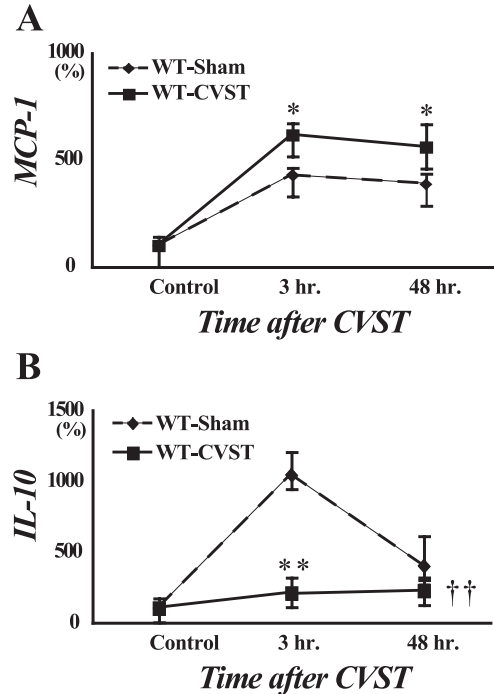 A
1000
(%)
WT-Sham
WT-CVST
MCP-1
* *
500
0
Control 3 hr. 48 hr.
Time after CVST
B
1500
(%)
WT-Sham
WT-CVST
1000
IL-10
500
**
††
0
Control 3 hr. 48 hr.
Time after CVST